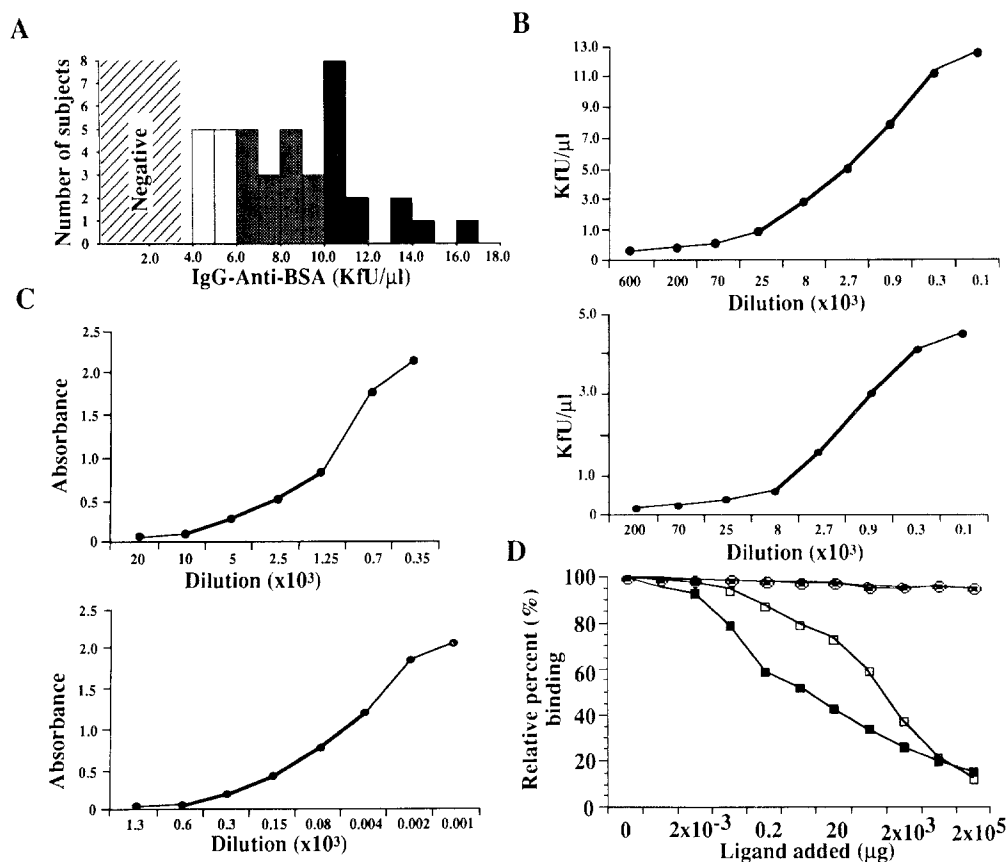 A
Number of subjects
8
7
6
5
4
3
2
1
0
Negative
2.0 4.0 6.0 8.0 10.0 12.0 14.0 16.0 18.0
IgG-Anti-BSA (KfU/µl)
B
KfU/µl
13.0
11.0
9.0
7.0
5.0
3.0
1.0
0
600 200 70 25 8 2.7 0.9 0.3 0.1
Dilution (x10³)
KfU/µl
5.0
3.0
1.0
0
200 70 25 8 2.7 0.9 0.3 0.1
Dilution (x10³)
C
Absorbance
2.5
2.0
1.5
1.0
0.5
0
20 10 5 2.5 1.25 0.7 0.35
Dilution (x10³)
Absorbance
2.5
2.0
1.5
1.0
0.5
0
1.3 0.6 0.3 0.15 0.08 0.004 0.002 0.001
Dilution (x10³)
D
Relative percent (%)
binding
100
80
60
40
20
0
0 2x10⁻³ 0.2 20 2x10³ 2x10⁵
Ligand added (µg)